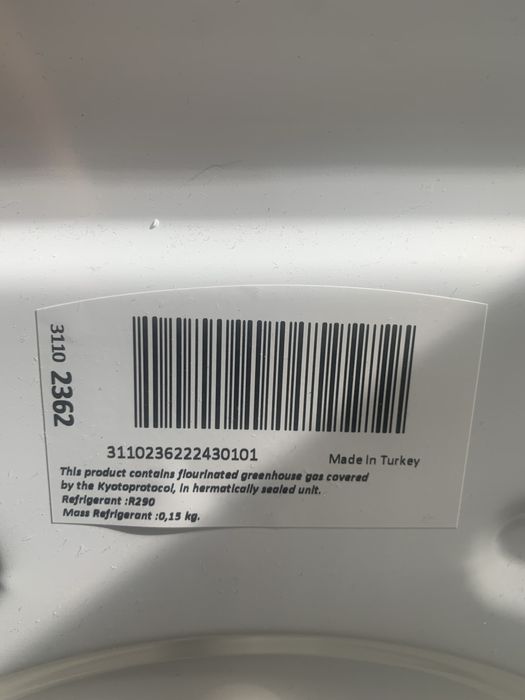 3110 2362
3110236222430101
Made In Turkey
This product contains flourinated greenhouse gas covered
by the Kyotoprotocol, in hermatically sealed unit.
Refrigerant :R290
Mass Refrigerant :0,15 kg.